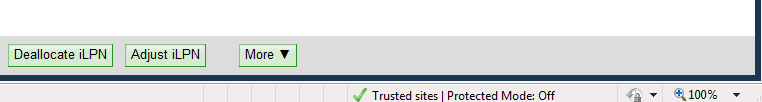 Deallocate iLPN Adjust iLPN More ▼
Trusted sites | Protected Mode: Off 100%